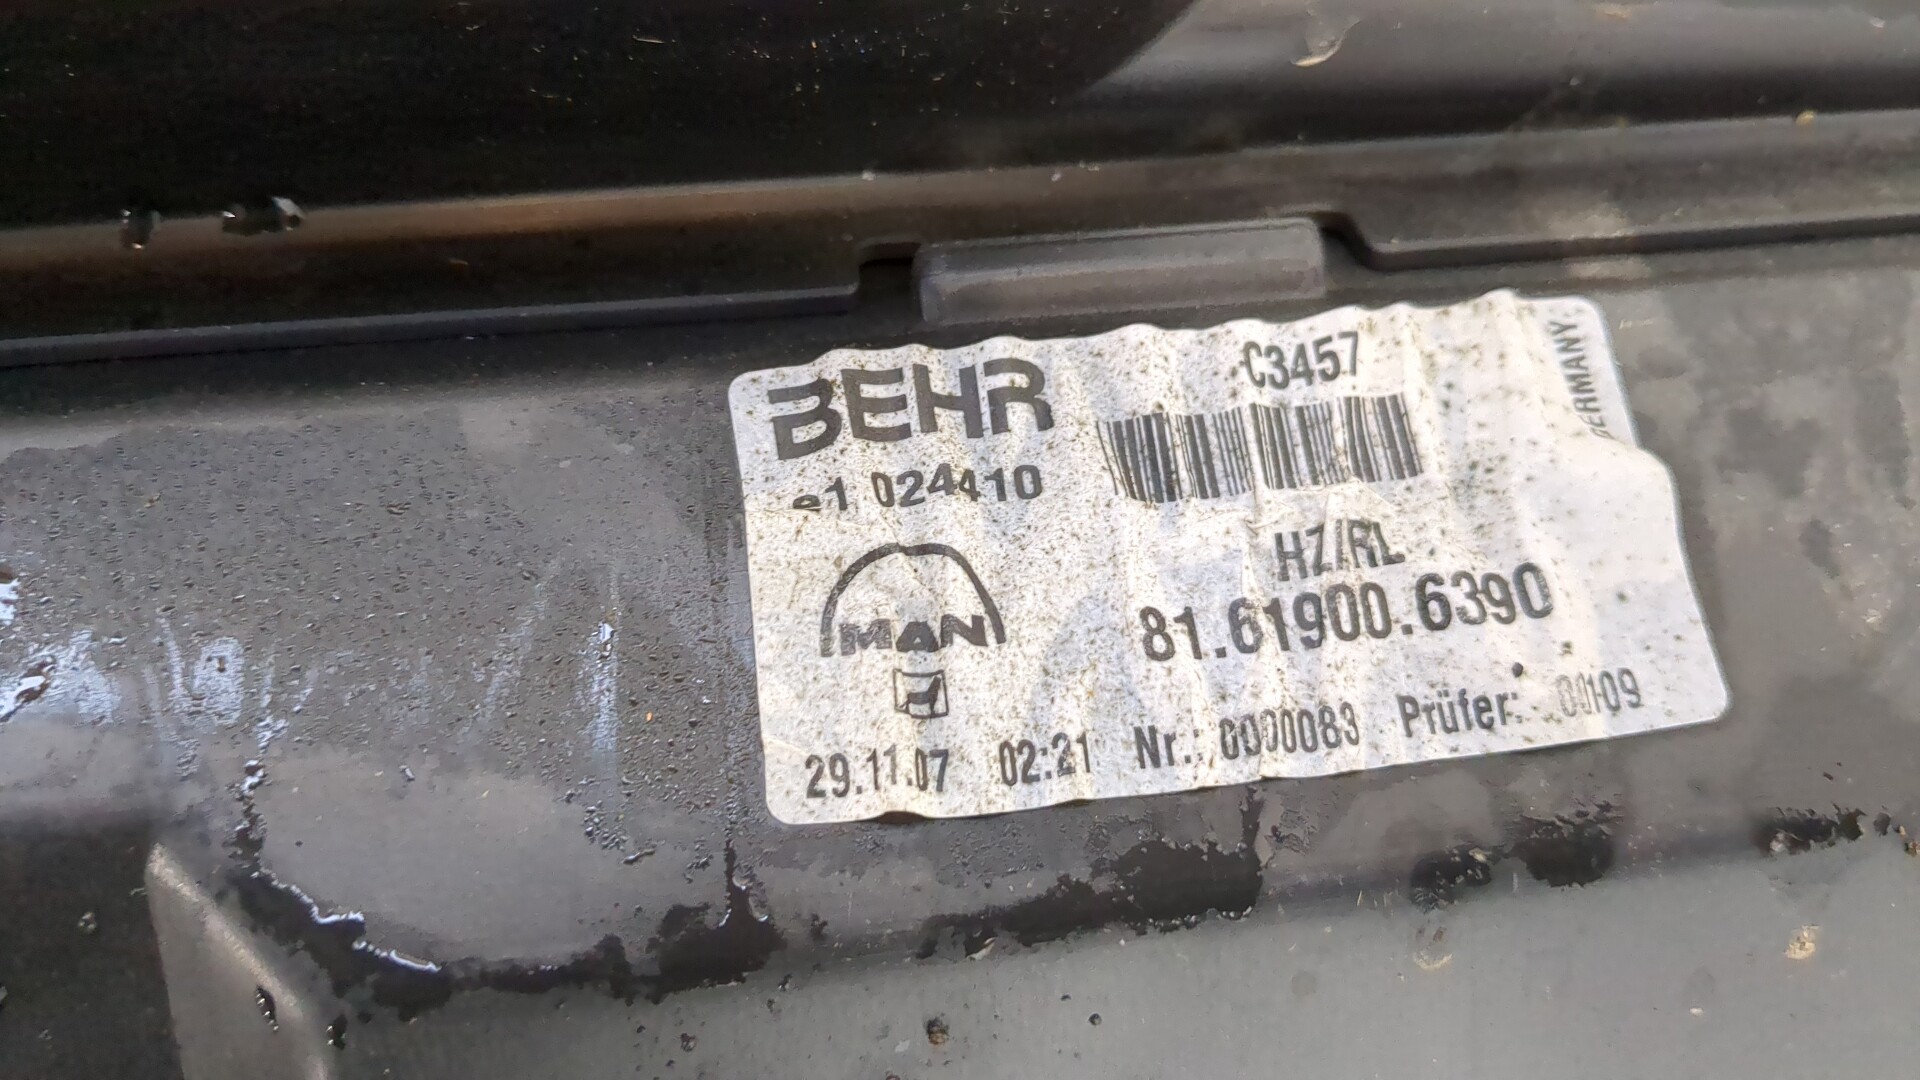 BEHR
C3457
GERMANY
e1 024410
HZ/RL
81.61900.6390
MAN
29.11.07 02:21 Nr.: 0000083 Prüfer: